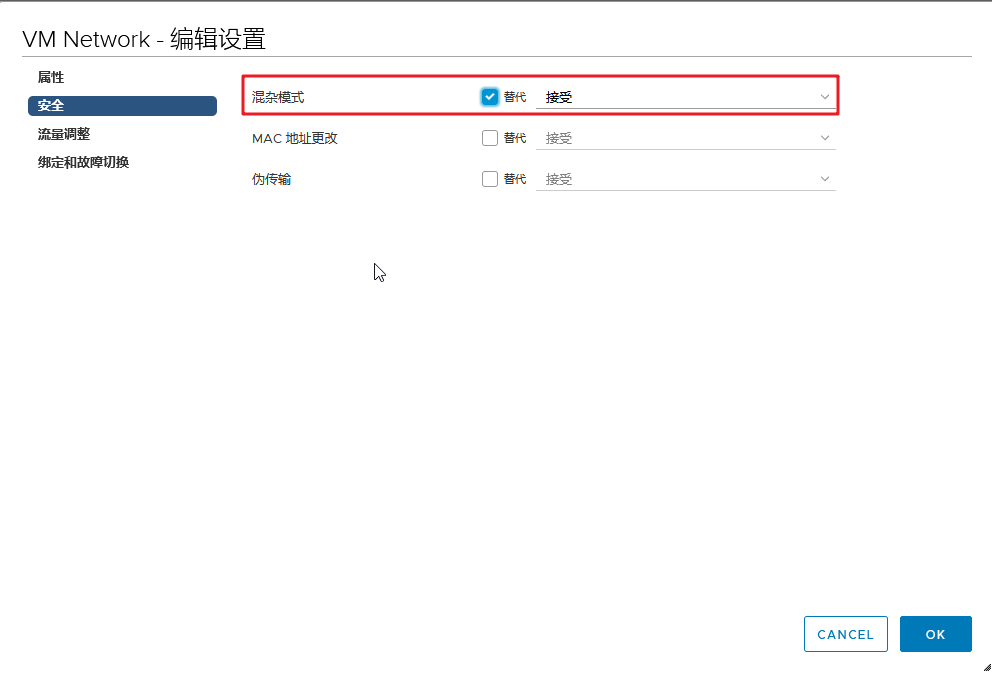 VM Network - 编辑设置
属性
安全
流量调整
绑定和故障切换
混杂模式 替代 接受
MAC 地址更改 替代 接受
伪传输 替代 接受
CANCEL OK